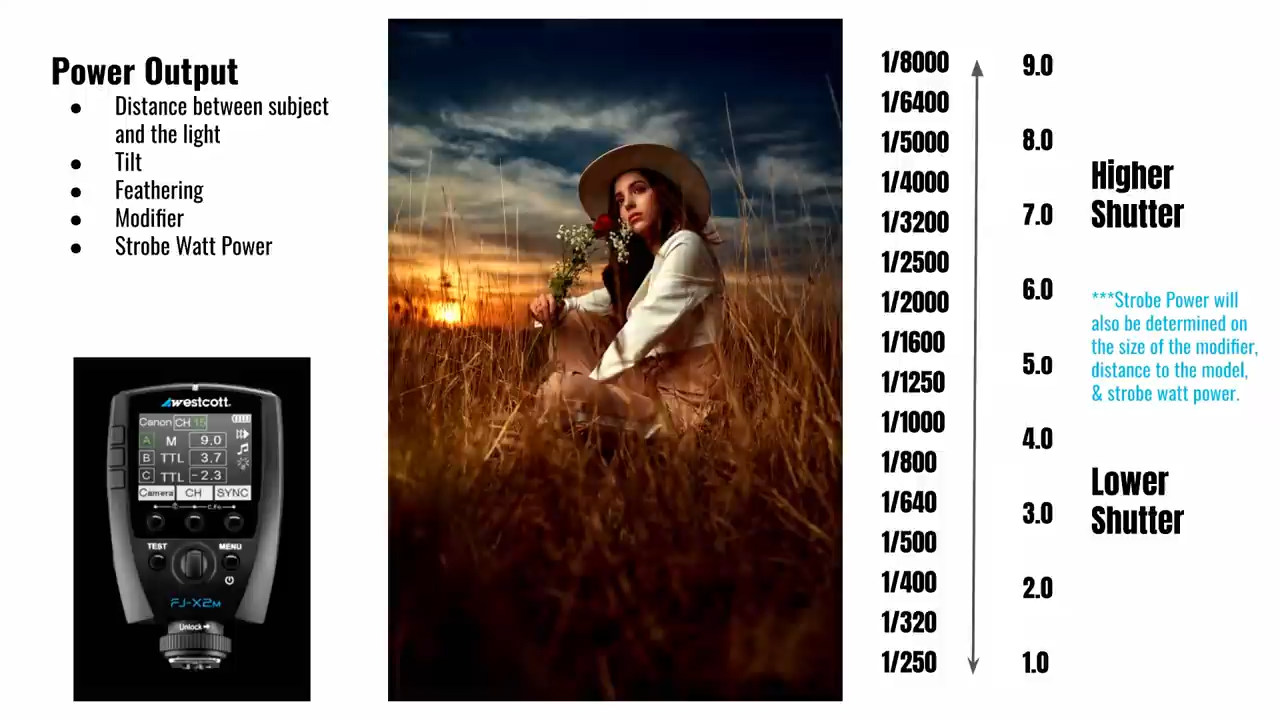 Power Output
● Distance between subject
and the light
● Tilt
● Feathering
● Modifier
● Strobe Watt Power
westcott
Canon CH 15
A M 9.0
B TTL 3.7
C TTL -2.3
Camera CH SYNC
TEST MENU
FJ-X2M
Unlock
1/8000
1/6400
1/5000
1/4000
1/3200
1/2500
1/2000
1/1600
1/1250
1/1000
1/800
1/640
1/500
1/400
1/320
1/250
9.0
8.0
7.0
6.0
5.0
4.0
3.0
2.0
1.0
Higher
Shutter
***Strobe Power will
also be determined on
the size of the modifier,
distance to the model,
& strobe watt power.
Lower
Shutter